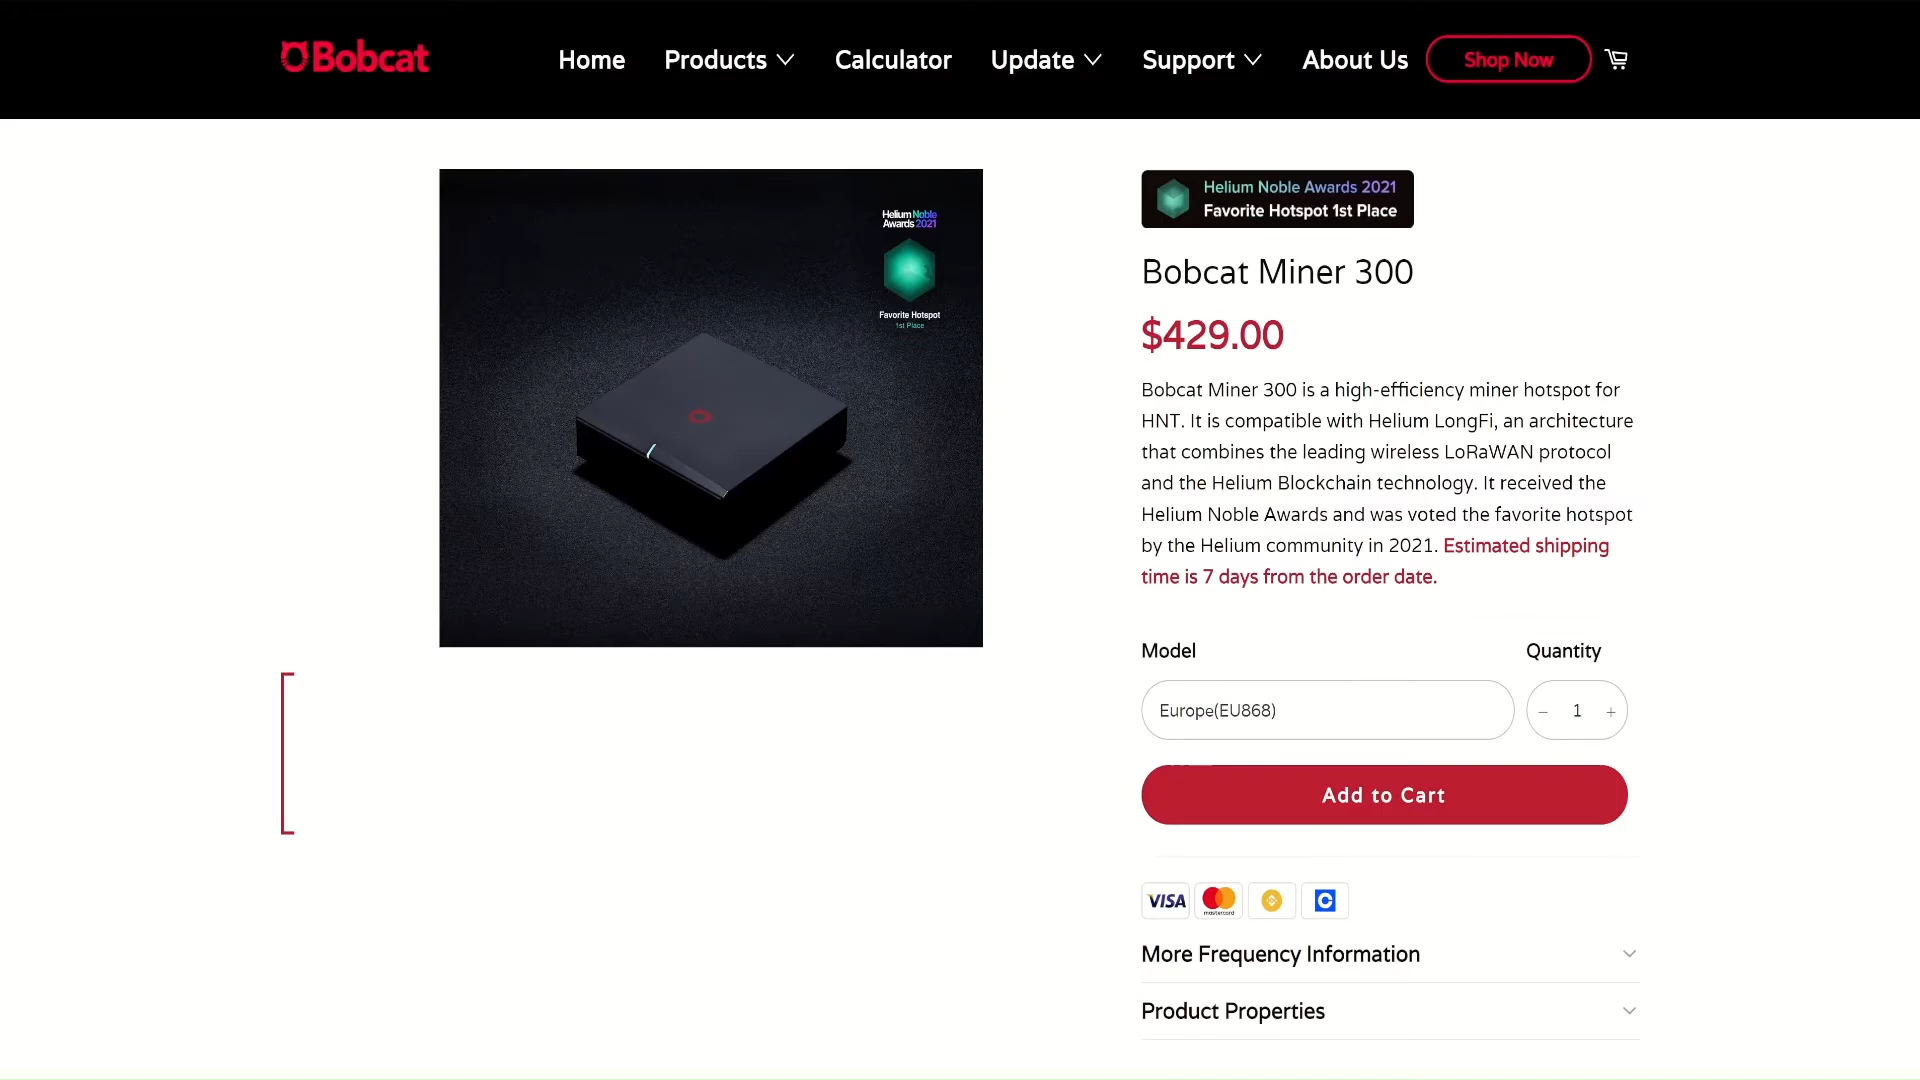 Bobcat
Home
Products
Calculator
Update
Support
About Us
Shop Now
Helium Noble
Awards 2021
Favorite Hotspot
1st Place
Helium Noble Awards 2021
Favorite Hotspot 1st Place
Bobcat Miner 300
$429.00
Bobcat Miner 300 is a high-efficiency miner hotspot for
HNT. It is compatible with Helium LongFi, an architecture
that combines the leading wireless LoRaWAN protocol
and the Helium Blockchain technology. It received the
Helium Noble Awards and was voted the favorite hotspot
by the Helium community in 2021. Estimated shipping
time is 7 days from the order date.
Model
Quantity
Europe(EU868)
– 1 +
Add to Cart
VISA
mastercard
More Frequency Information
Product Properties